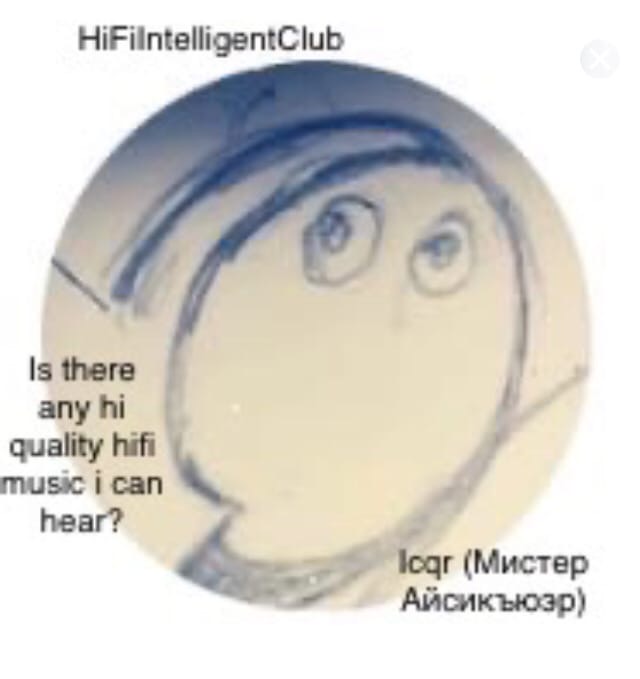 HiFiIntelligentClub
Is there
any hi
quality hifi
music i can
hear?
Icqr (Мистер
Айсикъюэр)